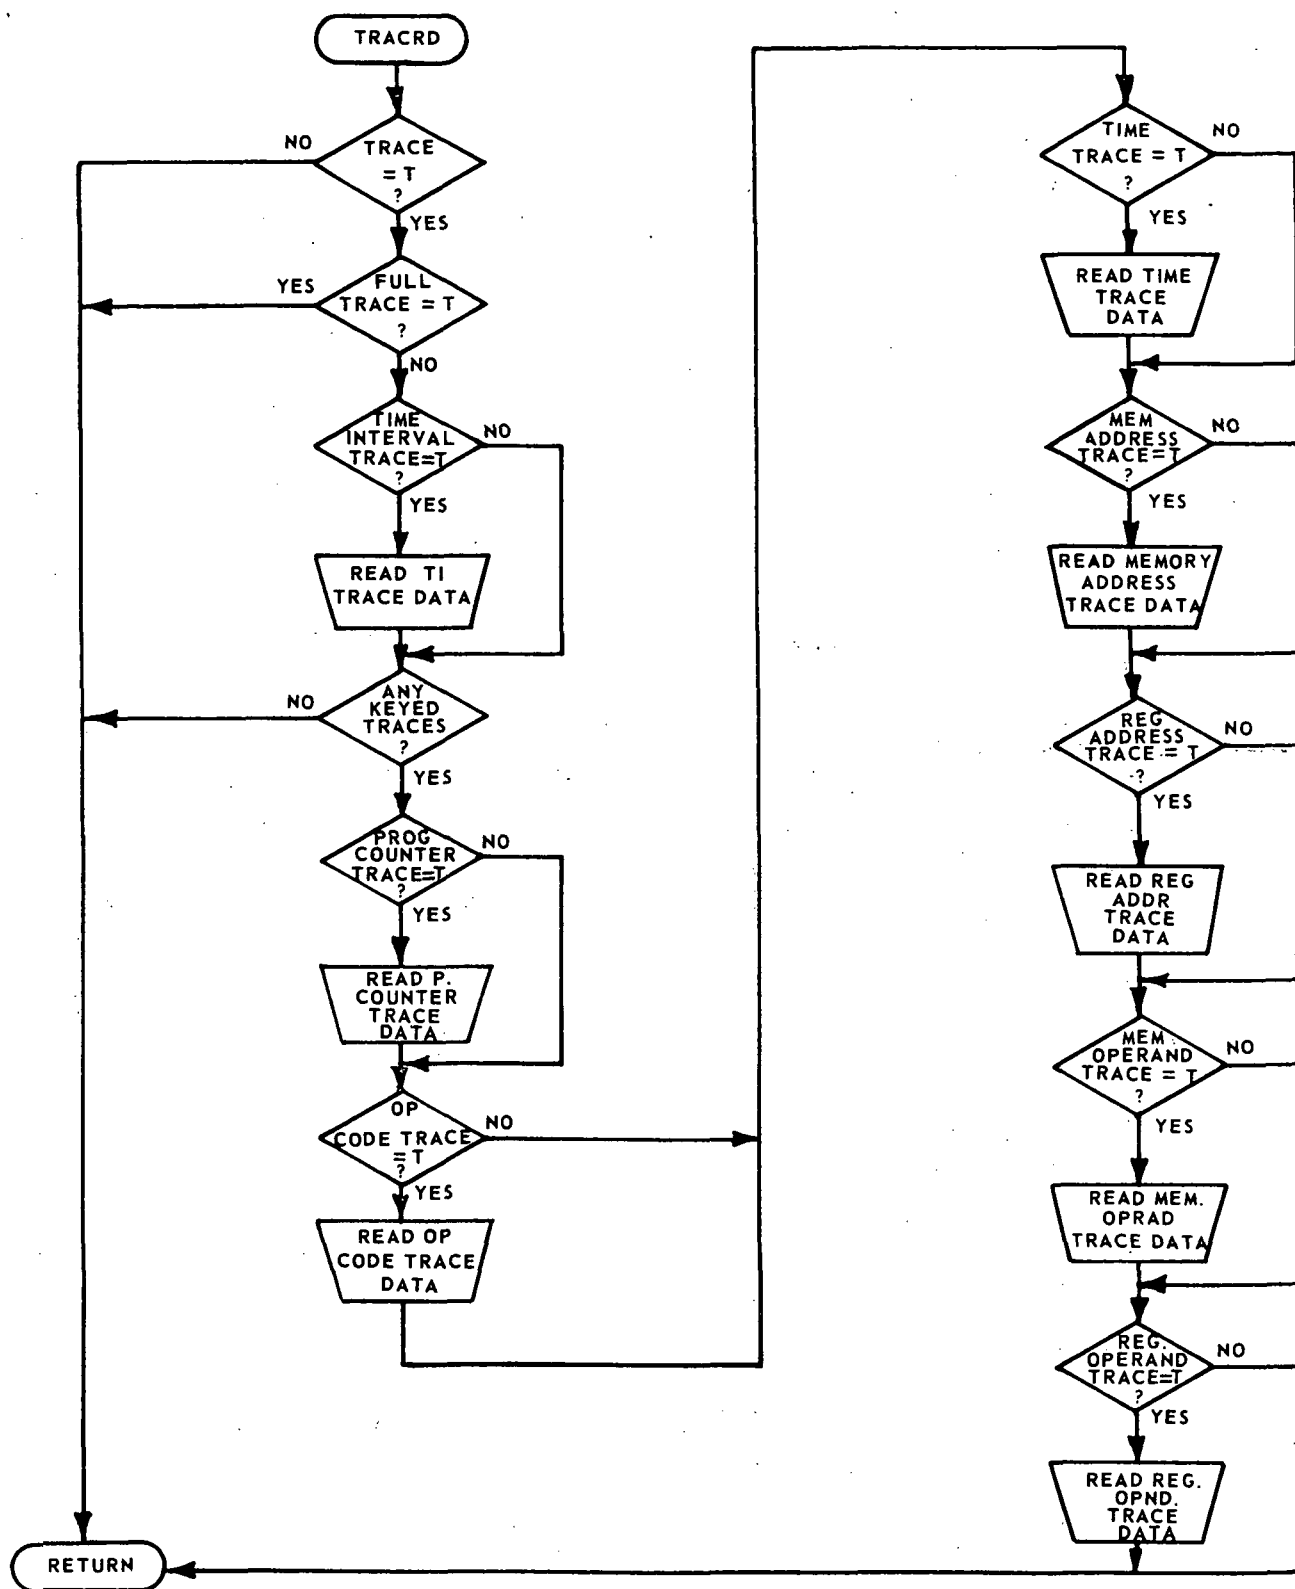 TRACRD
TRACE
= T
?
NO
YES
FULL
TRACE = T
?
YES
NO
TIME
INTERVAL
TRACE=T
?
NO
YES
READ TI
TRACE DATA
ANY
KEYED
TRACES
?
NO
YES
PROG
COUNTER
TRACE=T
?
NO
YES
READ P.
COUNTER
TRACE
DATA
OP
CODE TRACE
= T
?
NO
YES
READ OP
CODE TRACE
DATA
RETURN
TIME
TRACE = T
?
NO
YES
READ TIME
TRACE
DATA
MEM
ADDRESS
TRACE=T
?
NO
YES
READ MEMORY
ADDRESS
TRACE DATA
REG
ADDRESS
TRACE = T
?
NO
YES
READ REG
ADDR
TRACE
DATA
MEM
OPERAND
TRACE = T
?
NO
YES
READ MEM.
OPRAD
TRACE DATA
REG.
OPERAND
TRACE=T
?
NO
YES
READ REG.
OPND.
TRACE
DATA